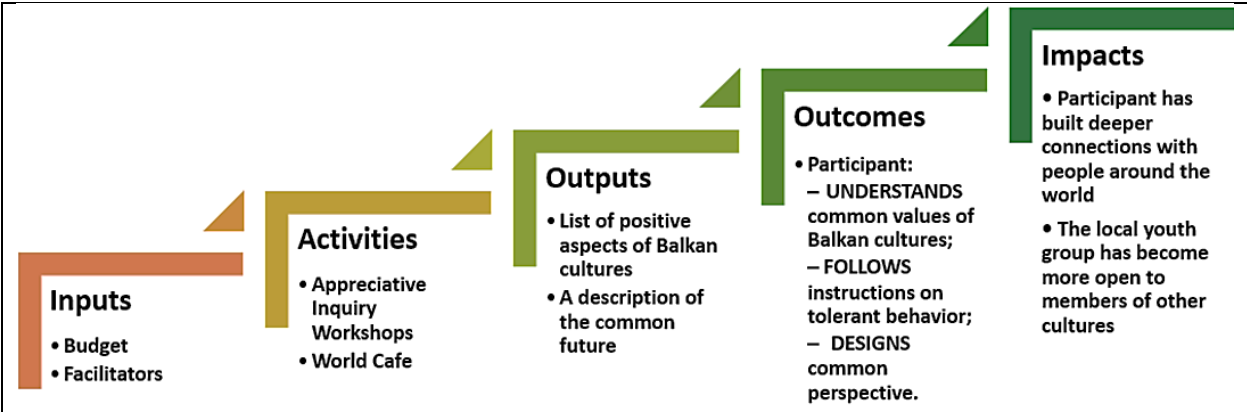 Inputs
• Budget
• Facilitators
Activities
• Appreciative
Inquiry
Workshops
• World Cafe
Outputs
• List of positive
aspects of Balkan
cultures
• A description of
the common
future
Outcomes
• Participant:
– UNDERSTANDS
common values of
Balkan cultures;
– FOLLOWS
instructions on
tolerant behavior;
– DESIGNS
common
perspective.
Impacts
• Participant has
built deeper
connections with
people around the
world
• The local youth
group has become
more open to
members of other
cultures